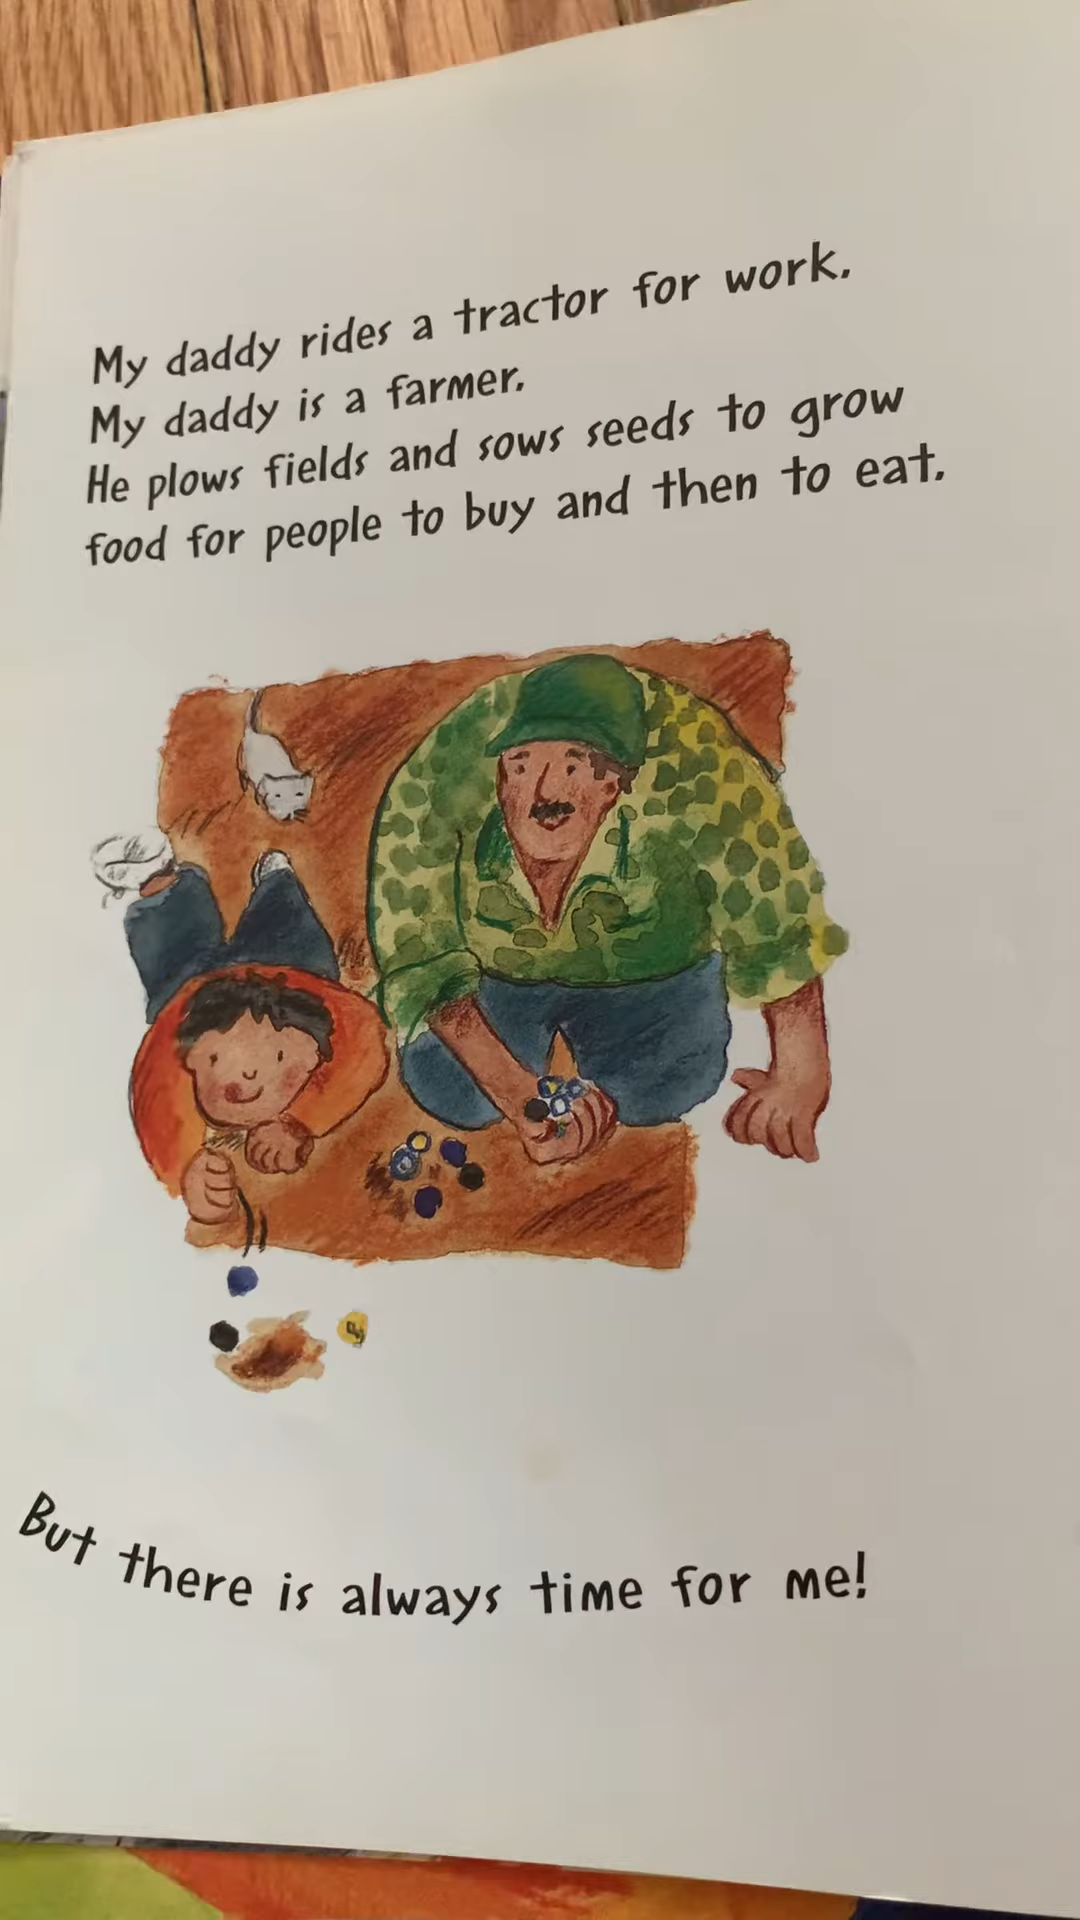 My daddy rides a tractor for work.
My daddy is a farmer.
He plows fields and sows seeds to grow
food for people to buy and then to eat.
But there is always time for me!